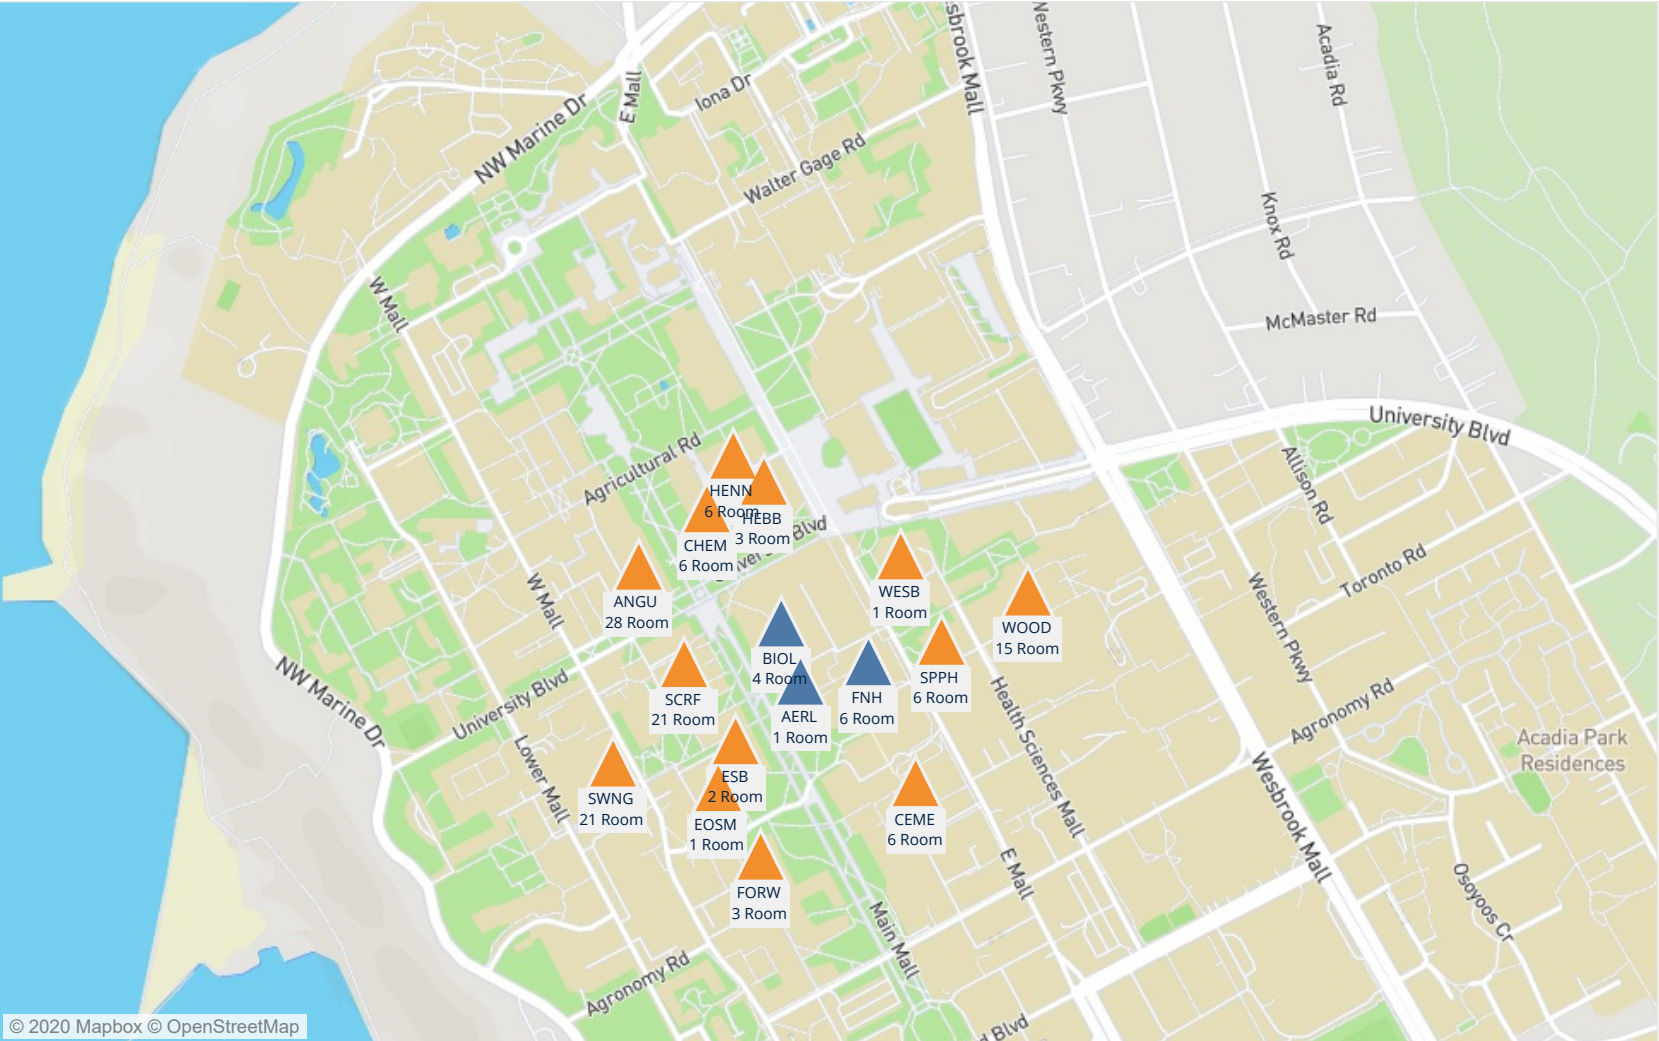 Wesbrook Mall
Western Pkwy
Acadia Rd
E Mall
Iona Dr
NW Marine Dr
Walter Gage Rd
Knox Rd
W Mall
McMaster Rd
University Blvd
Agricultural Rd
Allison Rd
HENN
6 Room
HEBB
3 Room
CHEM
6 Room
Blvd
ANGU
28 Room
WESB
1 Room
WOOD
15 Room
Toronto Rd
W Mall
Western Pkwy
BIOL
4 Room
SPPH
6 Room
FNH
6 Room
SCRF
21 Room
AERL
1 Room
NW Marine Dr
University Blvd
Health Sciences Mall
Agronomy Rd
Acadia Park
Residences
Lower Mall
ESB
2 Room
SWNG
21 Room
EOSM
1 Room
CEME
6 Room
Wesbrook Mall
E Mall
FORW
3 Room
Osoyoos Cr
Main Mall
Agronomy Rd
d Blvd
© 2020 Mapbox © OpenStreetMap